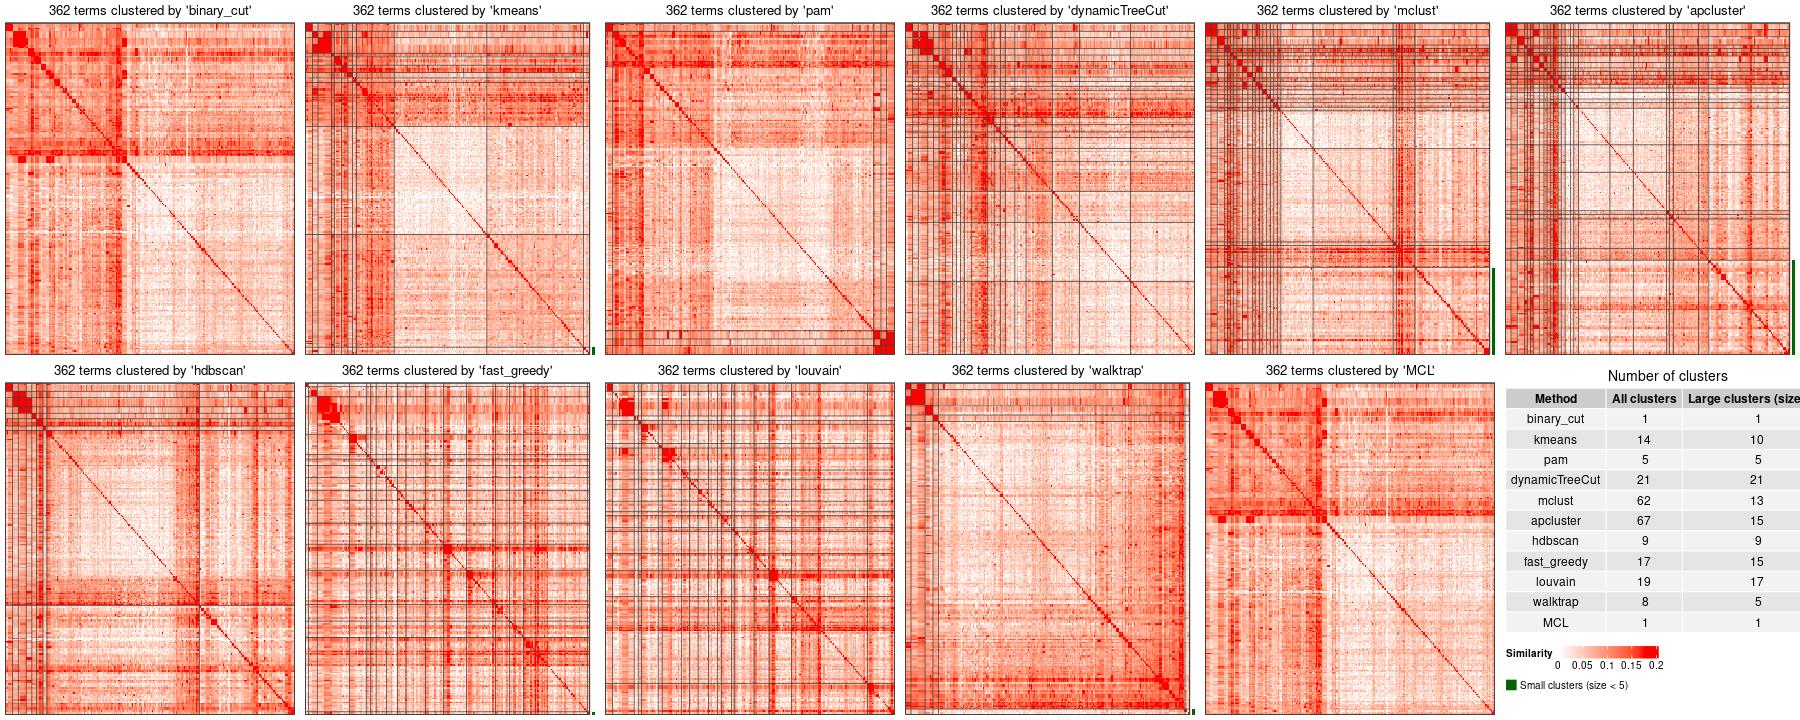 362 terms clustered by 'binary_cut'
362 terms clustered by 'kmeans'
362 terms clustered by 'pam'
362 terms clustered by 'dynamicTreeCut'
362 terms clustered by 'mclust'
362 terms clustered by 'apcluster'
362 terms clustered by 'hdbscan'
362 terms clustered by 'fast_greedy'
362 terms clustered by 'louvain'
362 terms clustered by 'walktrap'
362 terms clustered by 'MCL'
Number of clusters
Method All clusters Large clusters (size
binary_cut 1 1
kmeans 14 10
pam 5 5
dynamicTreeCut 21 21
mclust 62 13
apcluster 67 15
hdbscan 9 9
fast_greedy 17 15
louvain 19 17
walktrap 8 5
MCL 1 1
Similarity
0 0.05 0.1 0.15 0.2
Small clusters (size < 5)